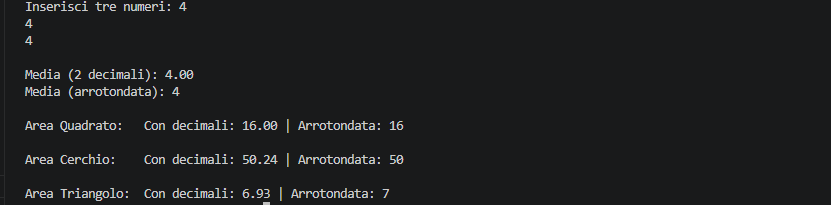 Inserisci tre numeri: 4
4
4
Media (2 decimali): 4.00
Media (arrotondata): 4
Area Quadrato:   Con decimali: 16.00 | Arrotondata: 16
Area Cerchio:    Con decimali: 50.24 | Arrotondata: 50
Area Triangolo:  Con decimali: 6.93 | Arrotondata: 7